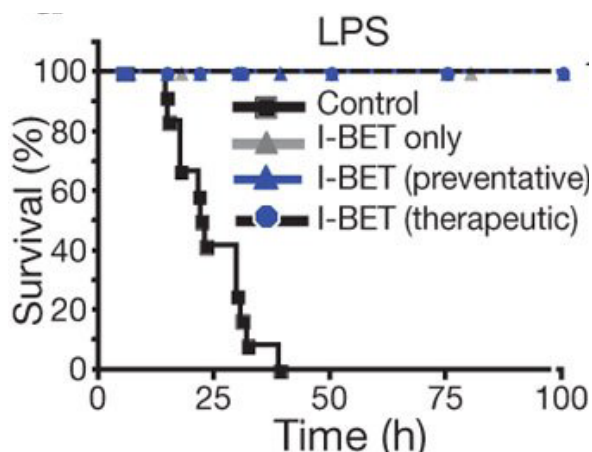 LPS
100
80
60
40
20
0
Survival (%)
Control
I-BET only
I-BET (preventative)
I-BET (therapeutic)
0 25 50 75 100
Time (h)